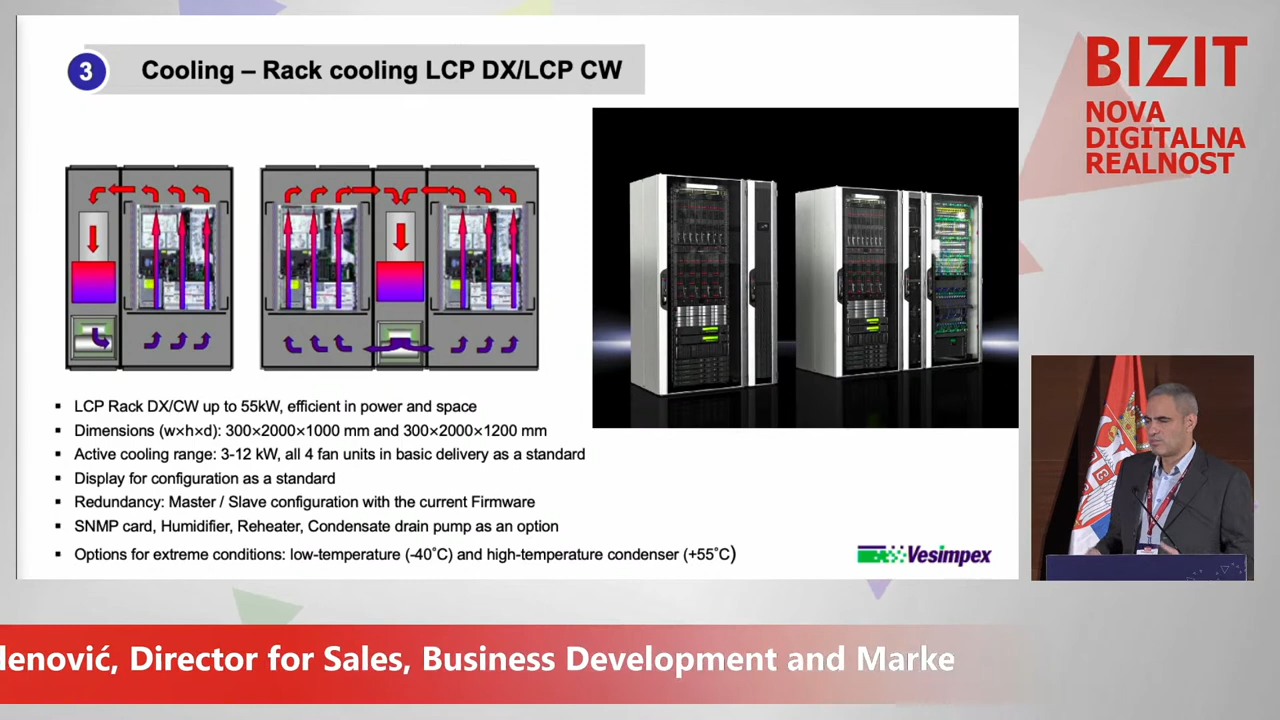 3
Cooling – Rack cooling LCP DX/LCP CW
LCP Rack DX/CW up to 55kW, efficient in power and space
Dimensions (w×h×d): 300×2000×1000 mm and 300×2000×1200 mm
Active cooling range: 3-12 kW, all 4 fan units in basic delivery as a standard
Display for configuration as a standard
Redundancy: Master / Slave configuration with the current Firmware
SNMP card, Humidifier, Reheater, Condensate drain pump as an option
Options for extreme conditions: low-temperature (-40˚C) and high-temperature condenser (+55˚C)
Vesimpex
BIZIT
NOVA
DIGITALNA
REALNOST
lenović, Director for Sales, Business Development and Marke